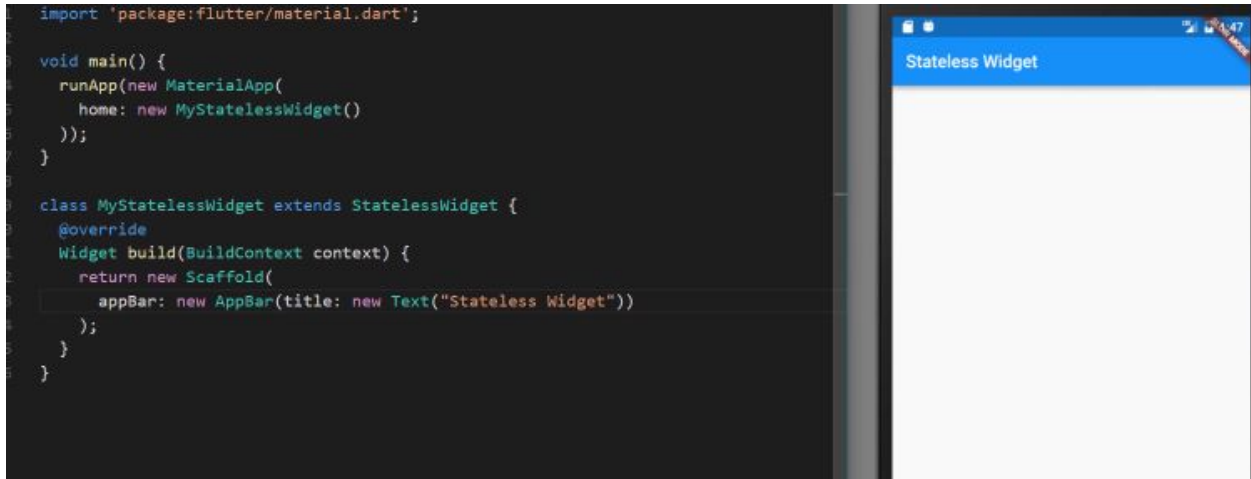 import 'package:flutter/material.dart';
void main() {
runApp(new MaterialApp(
home: new MyStatelessWidget()
));
}
class MyStatelessWidget extends StatelessWidget {
@override
Widget build(BuildContext context) {
return new Scaffold(
appBar: new AppBar(title: new Text("Stateless Widget"))
);
}
}
Stateless Widget